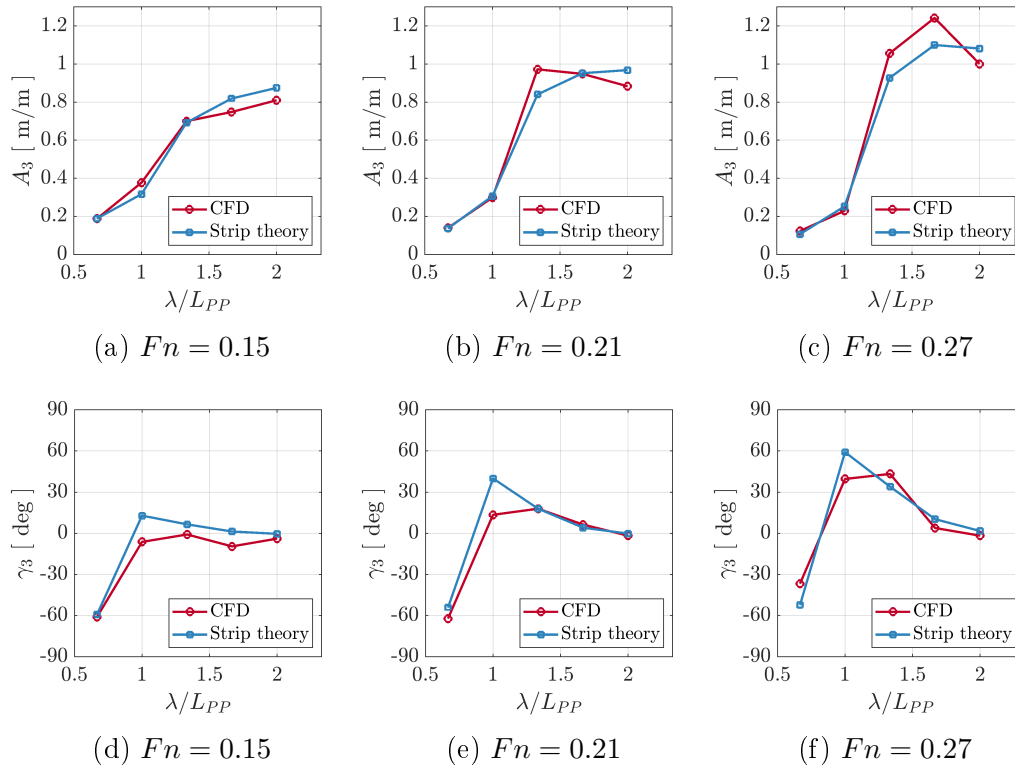 1.2
1
0.8
0.6
0.4
0.2
0
A3 [ m/m ]
CFD
Strip theory
0.5
1
1.5
2
λ/LPP
(a) Fn = 0.15
1.2
1
0.8
0.6
0.4
0.2
0
A3 [ m/m ]
CFD
Strip theory
0.5
1
1.5
2
λ/LPP
(b) Fn = 0.21
1.2
1
0.8
0.6
0.4
0.2
0
A3 [ m/m ]
CFD
Strip theory
0.5
1
1.5
2
λ/LPP
(c) Fn = 0.27
90
60
30
0
-30
-60
-90
γ3 [ deg ]
CFD
Strip theory
0.5
1
1.5
2
λ/LPP
(d) Fn = 0.15
90
60
30
0
-30
-60
-90
γ3 [ deg ]
CFD
Strip theory
0.5
1
1.5
2
λ/LPP
(e) Fn = 0.21
90
60
30
0
-30
-60
-90
γ3 [ deg ]
CFD
Strip theory
0.5
1
1.5
2
λ/LPP
(f) Fn = 0.27